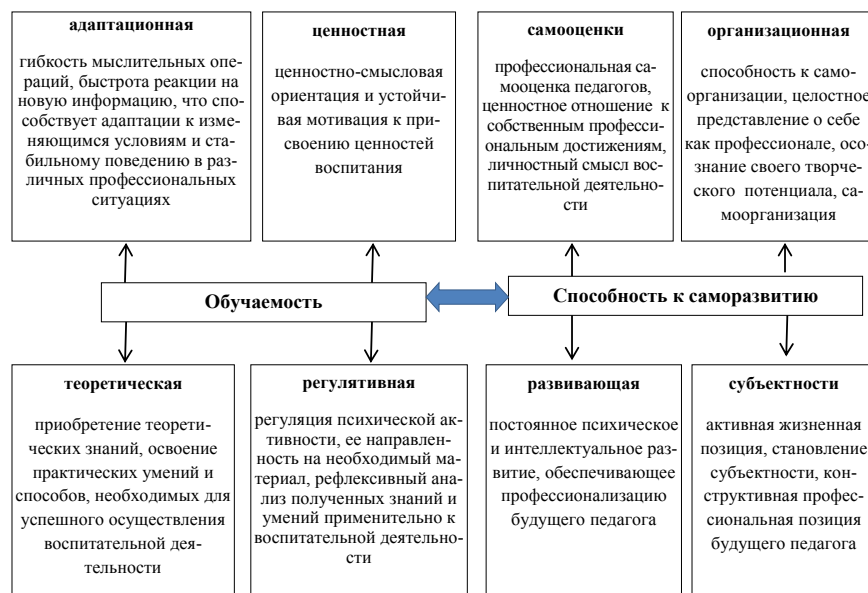 адаптационная
гибкость мыслительных опе-
раций, быстрота реакции на
новую информацию, что спо-
собствует адаптации к изме-
няющимся условиям и ста-
бильному поведению в раз-
личных профессиональных
ситуациях
ценностная
ценностно-смысловая
ориентация и устойчи-
вая мотивация к при-
своению ценностей
воспитания
самооценки
профессиональная са-
мооценка педагогов,
ценностное отношение к
собственным професси-
ональным достижениям,
личностный смысл вос-
питательной деятельно-
сти
организационная
способность к само-
организации, целостное
представление о себе
как профессионале, осо-
знание своего творче-
ского потенциала, са-
моорганизация
Обучаемость
Способность к саморазвитию
теоретическая
приобретение теорети-
ческих знаний, освоение
практических умений и
способов, необходимых для
успешного осуществления
воспитательной дея-
тельности
регулятивная
регуляция психической ак-
тивности, ее направлен-
ность на необходимый ма-
териал, рефлексивный ана-
лиз полученных знаний и
умений применительно к
воспитательной деятельно-
сти
развивающая
постоянное психическое
и интеллектуальное раз-
витие, обеспечивающее
профессионализацию
будущего педагога
субъектности
активная жизненная
позиция, становление
субъектности, кон-
структивная профес-
сиональная позиция
будущего педагога